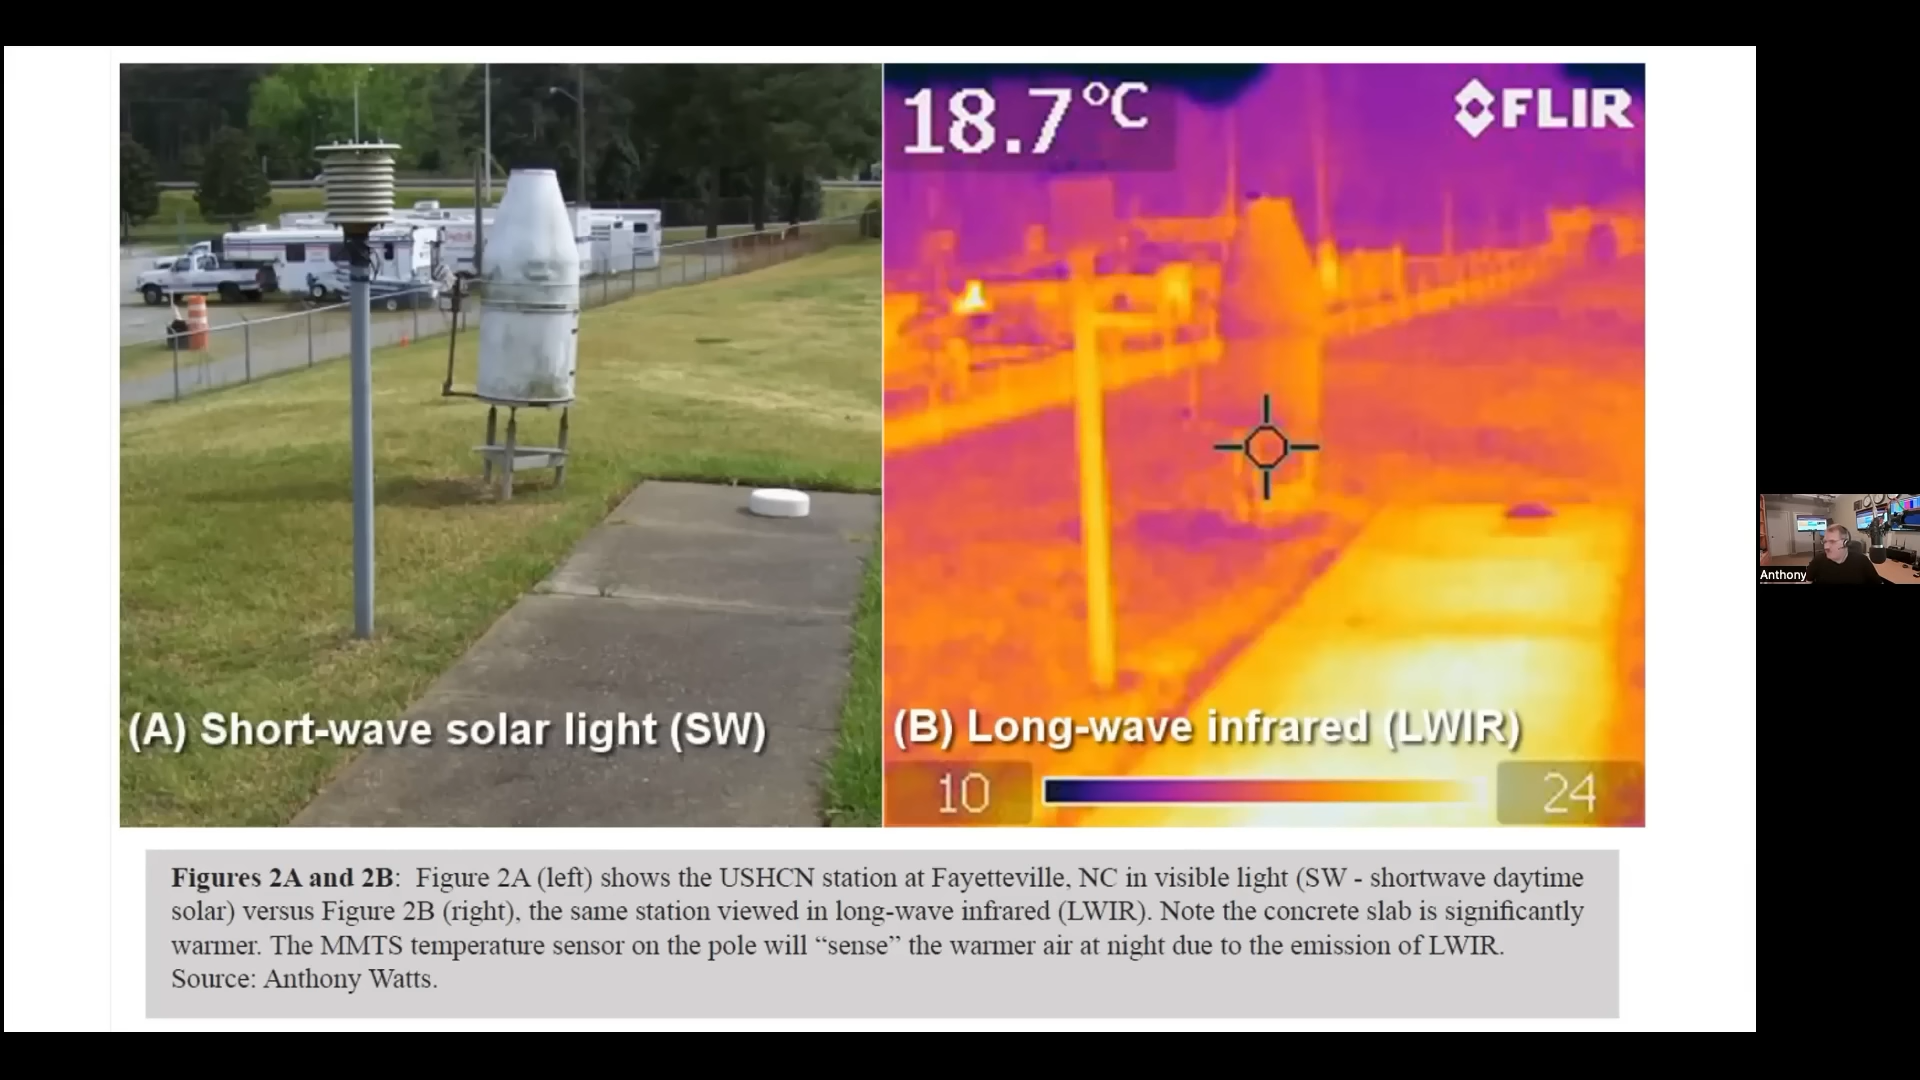 18.7°C
FLIR
(A) Short-wave solar light (SW)
(B) Long-wave infrared (LWIR)
10
24
Figures 2A and 2B: Figure 2A (left) shows the USHCN station at Fayetteville, NC in visible light (SW - shortwave daytime
solar) versus Figure 2B (right), the same station viewed in long-wave infrared (LWIR). Note the concrete slab is significantly
warmer. The MMTS temperature sensor on the pole will “sense” the warmer air at night due to the emission of LWIR.
Source: Anthony Watts.
Anthony